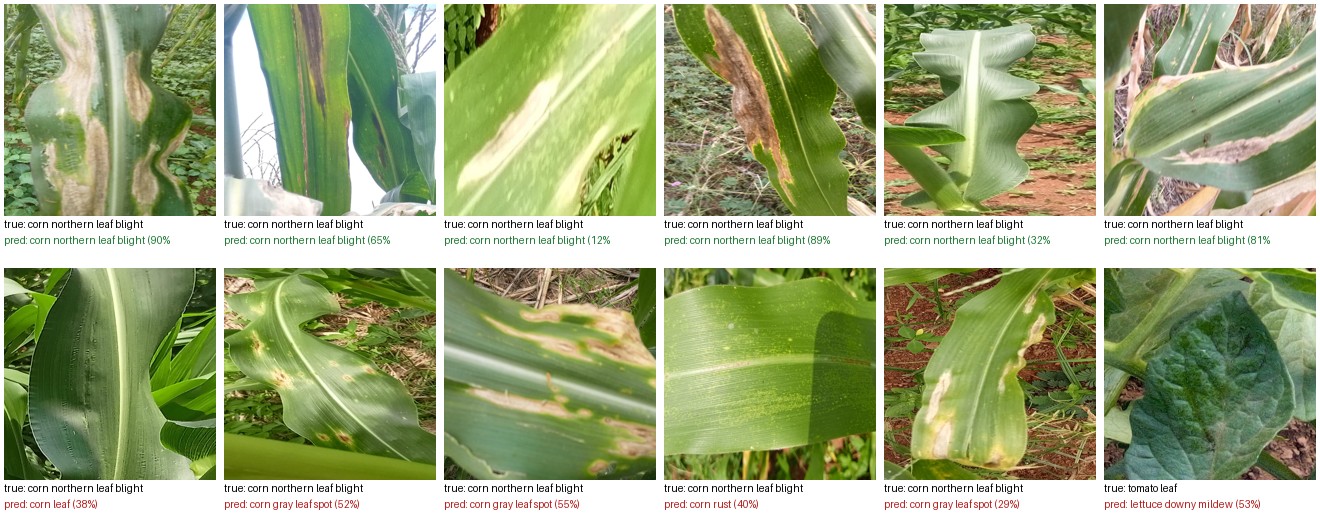 true: corn northern leaf blight
true: corn northern leaf blight
true: corn northern leaf blight
true: corn northern leaf blight
true: corn northern leaf blight
true: corn northern leaf blight
pred: corn northern leaf blight (90%
pred: corn northern leaf blight (65%
pred: corn northern leaf blight (12%
pred: corn northern leaf blight (89%
pred: corn northern leaf blight (32%
pred: corn northern leaf blight (81%
true: corn northern leaf blight
true: corn northern leaf blight
true: corn northern leaf blight
true: corn northern leaf blight
true: corn northern leaf blight
true: tomato leaf
pred: corn leaf (38%)
pred: corn gray leaf spot (52%)
pred: corn gray leaf spot (55%)
pred: corn rust (40%)
pred: corn gray leaf spot (29%)
pred: lettuce downy mildew (53%)